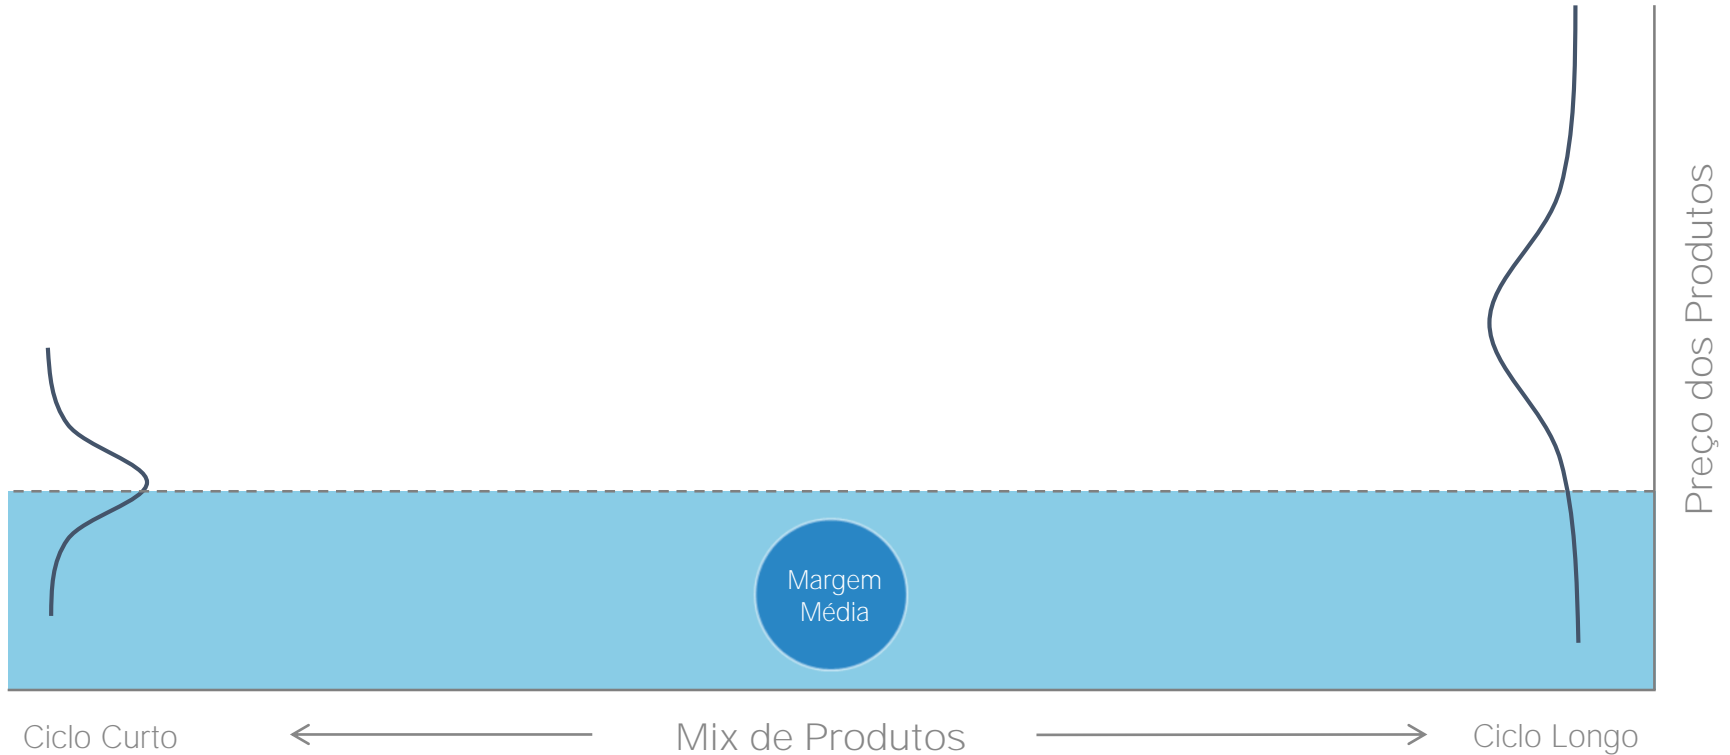 Preço dos Produtos
Margem
Média
Ciclo Curto
Mix de Produtos
Ciclo Longo